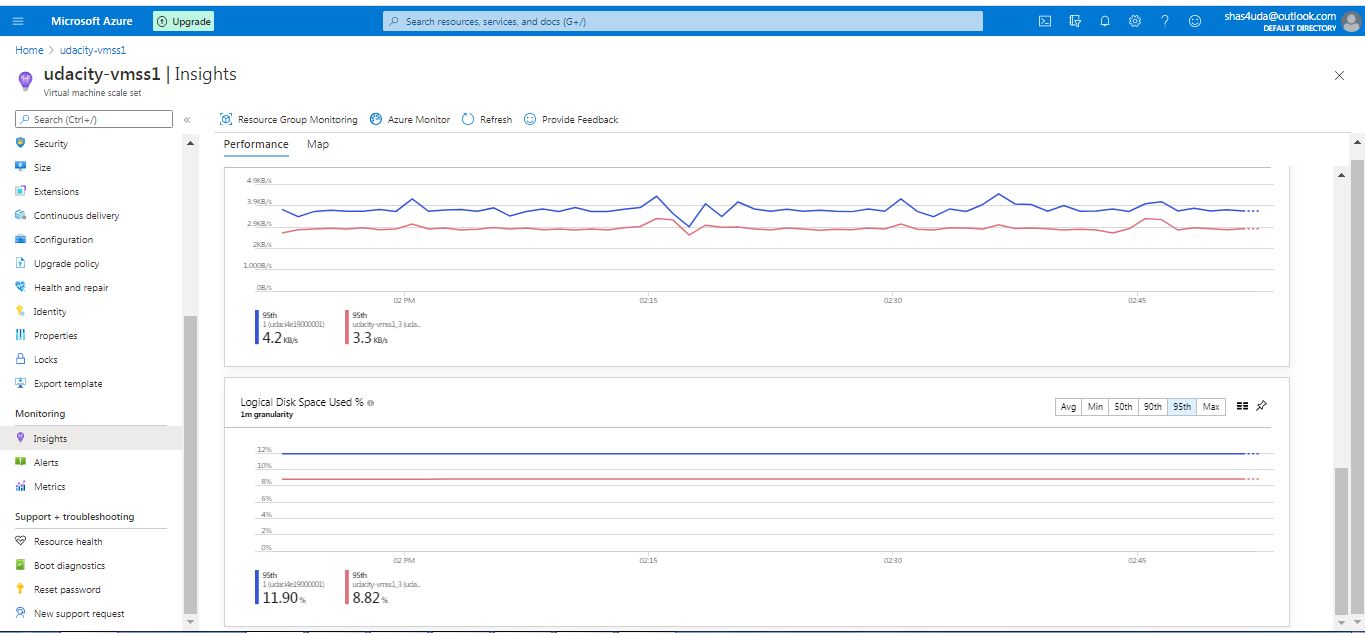 Microsoft Azure
Upgrade
Search resources, services, and docs (G+/)
shas4uda@outlook.com
DEFAULT DIRECTORY
Home > udacity-vmss1
udacity-vmss1 | Insights
Virtual machine scale set
Search (Ctrl+/)
«
Resource Group Monitoring
Azure Monitor
Refresh
Provide Feedback
Performance
Map
Security
Size
Extensions
Continuous delivery
Configuration
Upgrade policy
Health and repair
Identity
Properties
Locks
Export template
Monitoring
Insights
Alerts
Metrics
Support + troubleshooting
Resource health
Boot diagnostics
Reset password
New support request
4.9KB/s
3.9KB/s
2.9KB/s
2KB/s
1,000B/s
0B/s
02 PM
02:15
02:30
02:45
95th
1 (udaci4e19000001)
4.2 KB/s
95th
udacity-vmss1_3 (uda...
3.3 KB/s
Logical Disk Space Used %
1m granularity
Avg Min 50th 90th 95th Max
12%
10%
8%
6%
4%
2%
0%
02 PM
02:15
02:30
02:45
95th
1 (udaci4e19000001)
11.90 %
95th
udacity-vmss1_3 (uda...
8.82 %